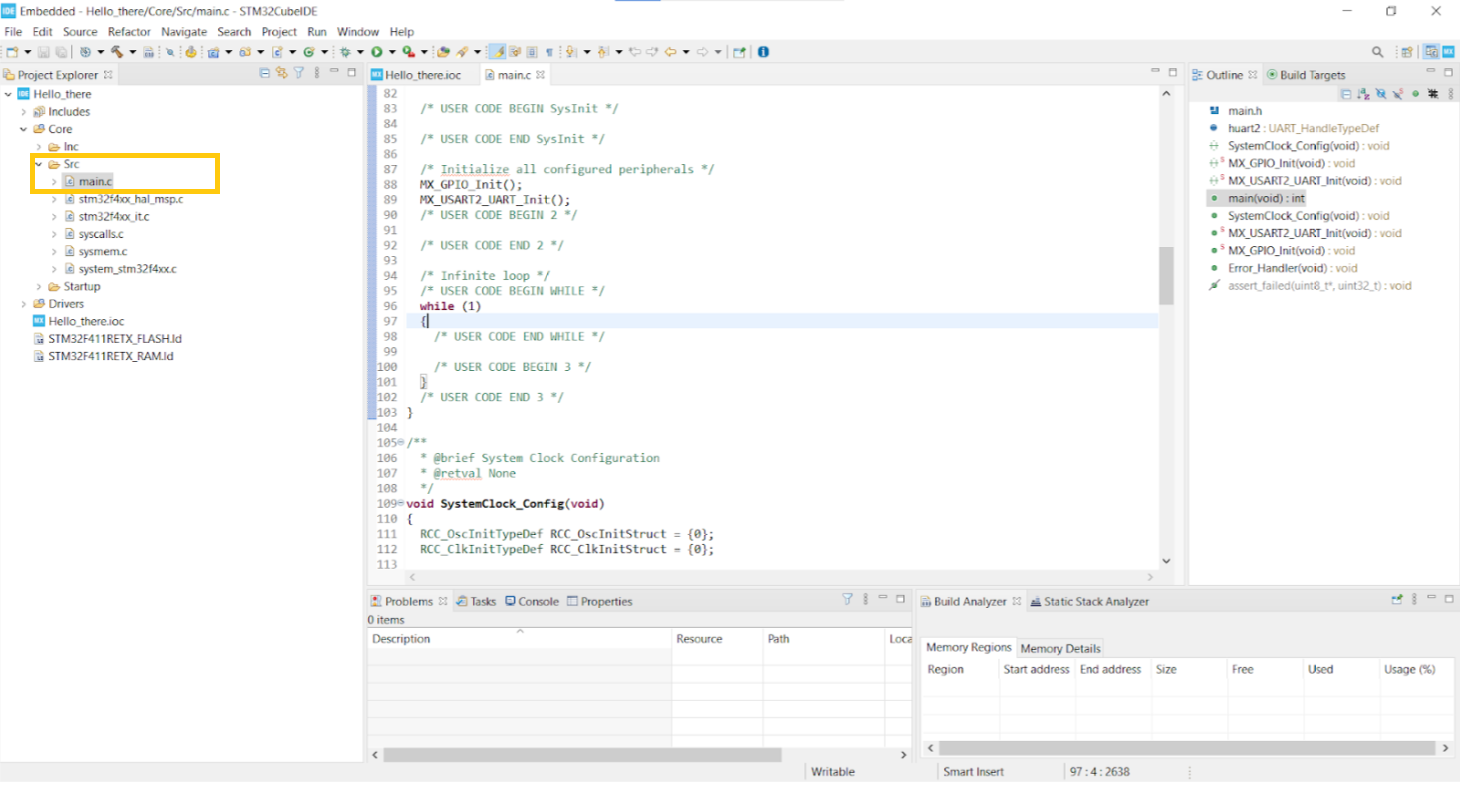 IDE Embedded - Hello_there/Core/Src/main.c - STM32CubeIDE
File Edit Source Refactor Navigate Search Project Run Window Help
Project Explorer
Hello_there
Includes
Core
Inc
Src
main.c
stm32f4xx_hal_msp.c
stm32f4xx_it.c
syscalls.c
sysmem.c
system_stm32f4xx.c
Startup
Drivers
MX Hello_there.ioc
STM32F411RETX_FLASH.ld
STM32F411RETX_RAM.ld
MX Hello_there.ioc main.c
82
83 /* USER CODE BEGIN SysInit */
84
85 /* USER CODE END SysInit */
86
87 /* Initialize all configured peripherals */
88 MX_GPIO_Init();
89 MX_USART2_UART_Init();
90 /* USER CODE BEGIN 2 */
91
92 /* USER CODE END 2 */
93
94 /* Infinite loop */
95 /* USER CODE BEGIN WHILE */
96 while (1)
97 {
98 /* USER CODE END WHILE */
99
100 /* USER CODE BEGIN 3 */
101 }
102 /* USER CODE END 3 */
103 }
104
105 /**
106 * @brief System Clock Configuration
107 * @retval None
108 */
109 void SystemClock_Config(void)
110 {
111 RCC_OscInitTypeDef RCC_OscInitStruct = {0};
112 RCC_ClkInitTypeDef RCC_ClkInitStruct = {0};
113
Outline Build Targets
main.h
huart2 : UART_HandleTypeDef
SystemClock_Config(void) : void
S MX_GPIO_Init(void) : void
S MX_USART2_UART_Init(void) : void
main(void) : int
SystemClock_Config(void) : void
S MX_USART2_UART_Init(void) : void
S MX_GPIO_Init(void) : void
Error_Handler(void) : void
assert_failed(uint8_t*, uint32_t) : void
Problems Tasks Console Properties
0 items
Description Resource Path Loca
Build Analyzer Static Stack Analyzer
Memory Regions Memory Details
Region Start address End address Size Free Used Usage (%)
Writable Smart Insert 97 : 4 : 2638